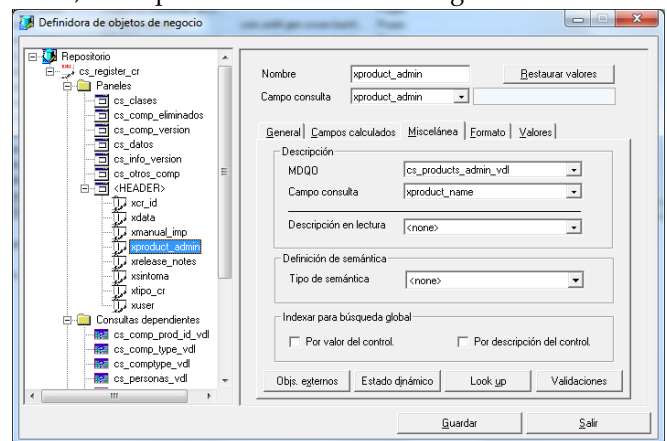 Definidora de objetos de negocio
Repositorio
cs_register_cr
Paneles
cs_clases
cs_comp_eliminados
cs_comp_version
cs_datos
cs_info_version
cs_otros_comp
<HEADER>
xcr_id
xdata
xmanual_imp
xproduct_admin
xrelease_notes
xsintoma
xtipo_cr
xuser
Consultas dependientes
cs_comp_prod_id_vdl
cs_comp_type_vdl
cs_comptype_vdl
cs_personas_vdl
Nombre xproduct_admin Restaurar valores
Campo consulta xproduct_admin
General Campos calculados Miscelánea Formato Valores
Descripción
MDQO cs_products_admin_vdl
Campo consulta xproduct_name
Descripción en lectura <none>
Definición de semántica
Tipo de semántica <none>
Indexar para búsqueda global
Por valor del control. Por descripción del control.
Objs. externos Estado dinámico Look up Validaciones
Guardar Salir